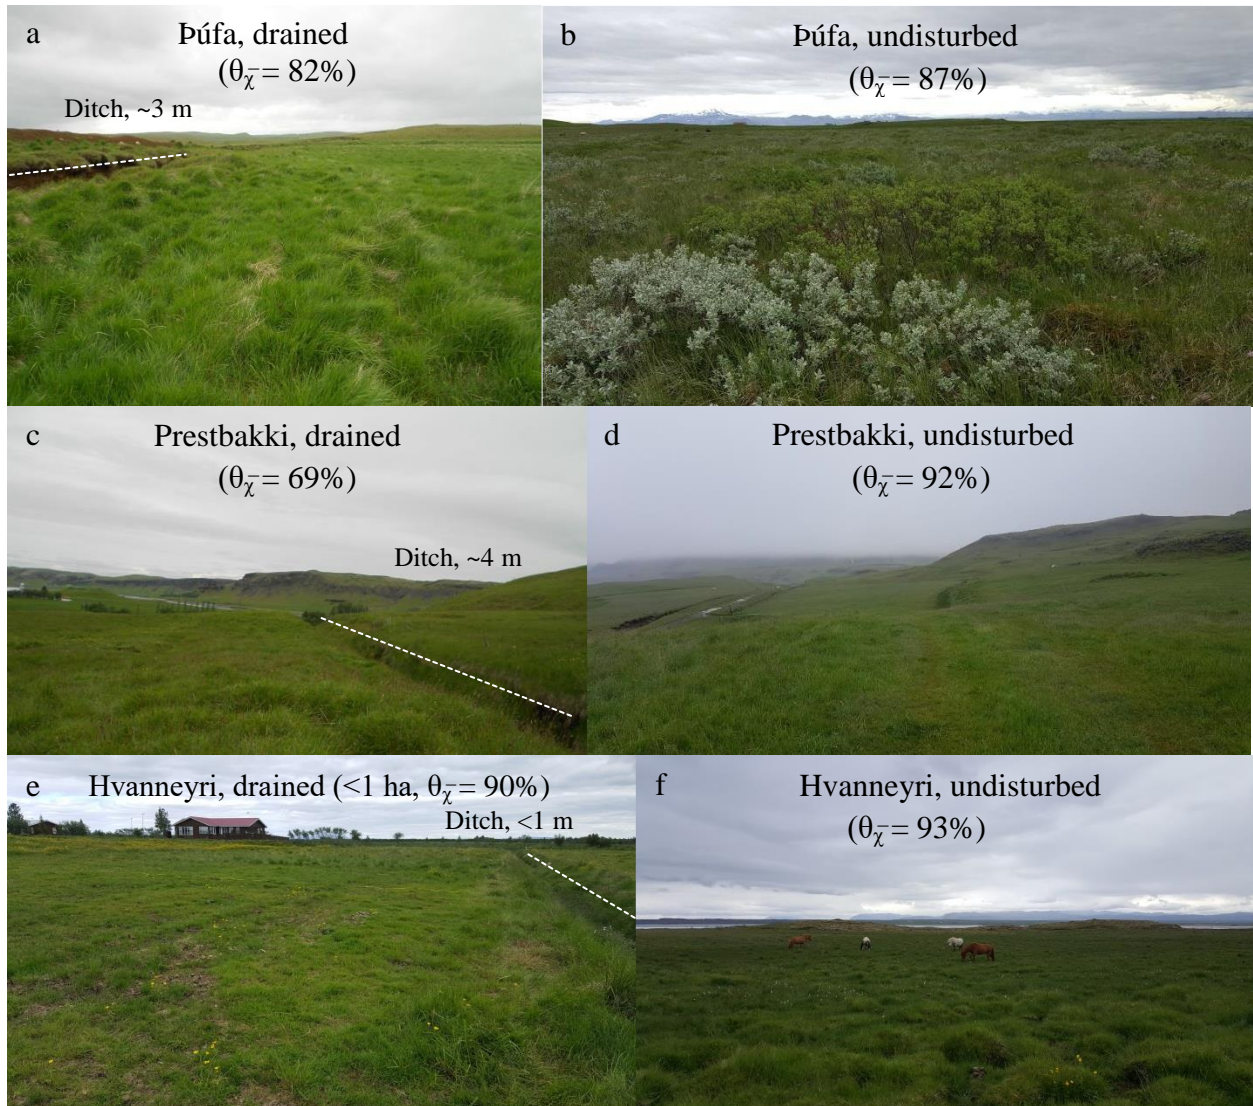 a
Þúfa, drained
(θχ̄ = 82%)
Ditch, ~3 m
b
Þúfa, undisturbed
(θχ̄ = 87%)
c
Prestbakki, drained
(θχ̄ = 69%)
Ditch, ~4 m
d
Prestbakki, undisturbed
(θχ̄ = 92%)
e
Hvanneyri, drained (<1 ha, θχ̄ = 90%)
Ditch, <1 m
f
Hvanneyri, undisturbed
(θχ̄ = 93%)